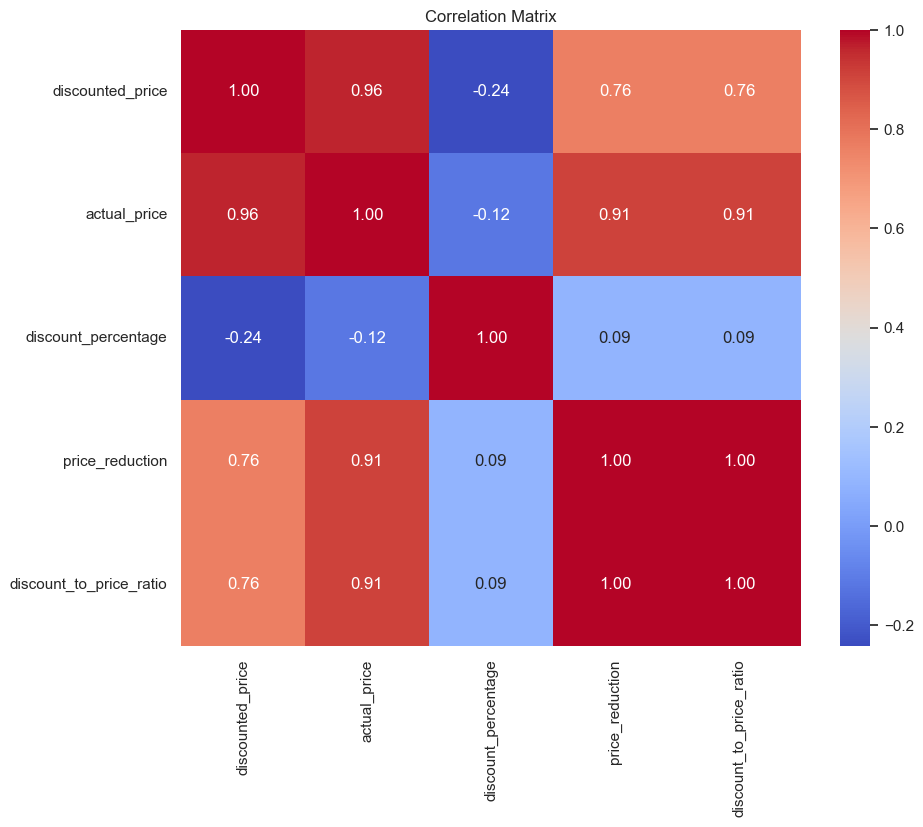 Correlation Matrix
discounted_price
1.00 0.96 -0.24 0.76 0.76
actual_price
0.96 1.00 -0.12 0.91 0.91
discount_percentage
-0.24 -0.12 1.00 0.09 0.09
price_reduction
0.76 0.91 0.09 1.00 1.00
discount_to_price_ratio
0.76 0.91 0.09 1.00 1.00
discounted_price
actual_price
discount_percentage
price_reduction
discount_to_price_ratio
1.0
0.8
0.6
0.4
0.2
0.0
−0.2